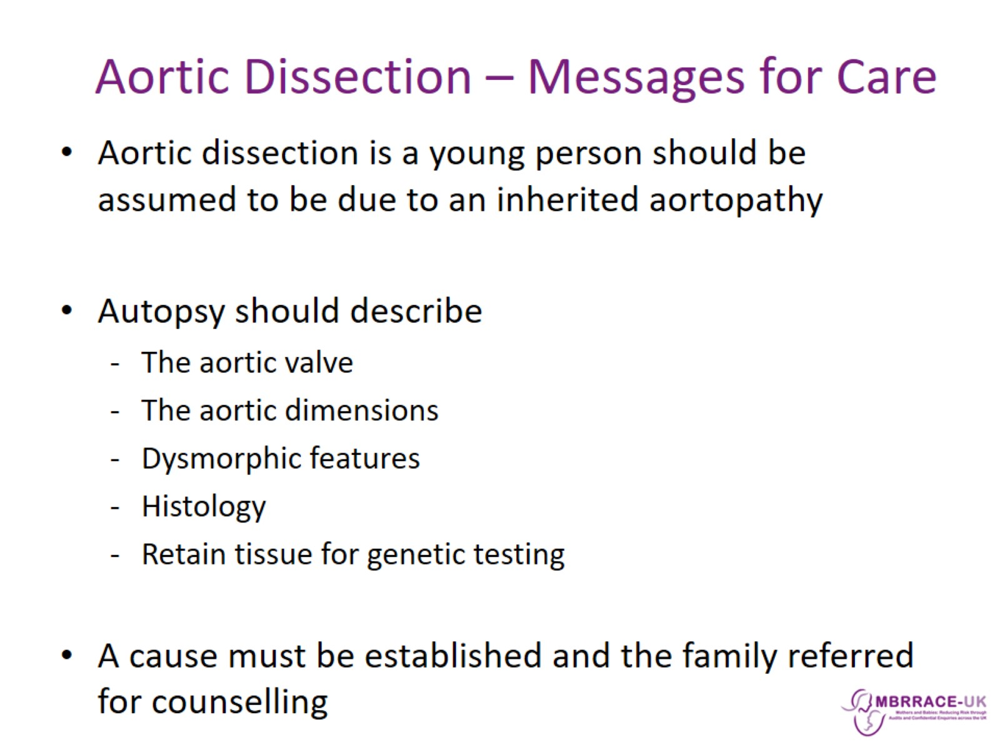 Aortic Dissection – Messages for Care
• Aortic dissection is a young person should be
assumed to be due to an inherited aortopathy
• Autopsy should describe
- The aortic valve
- The aortic dimensions
- Dysmorphic features
- Histology
- Retain tissue for genetic testing
• A cause must be established and the family referred
for counselling
MBRRACE-UK
Mothers and Babies: Reducing Risk through
Audits and Confidential Enquiries across the UK